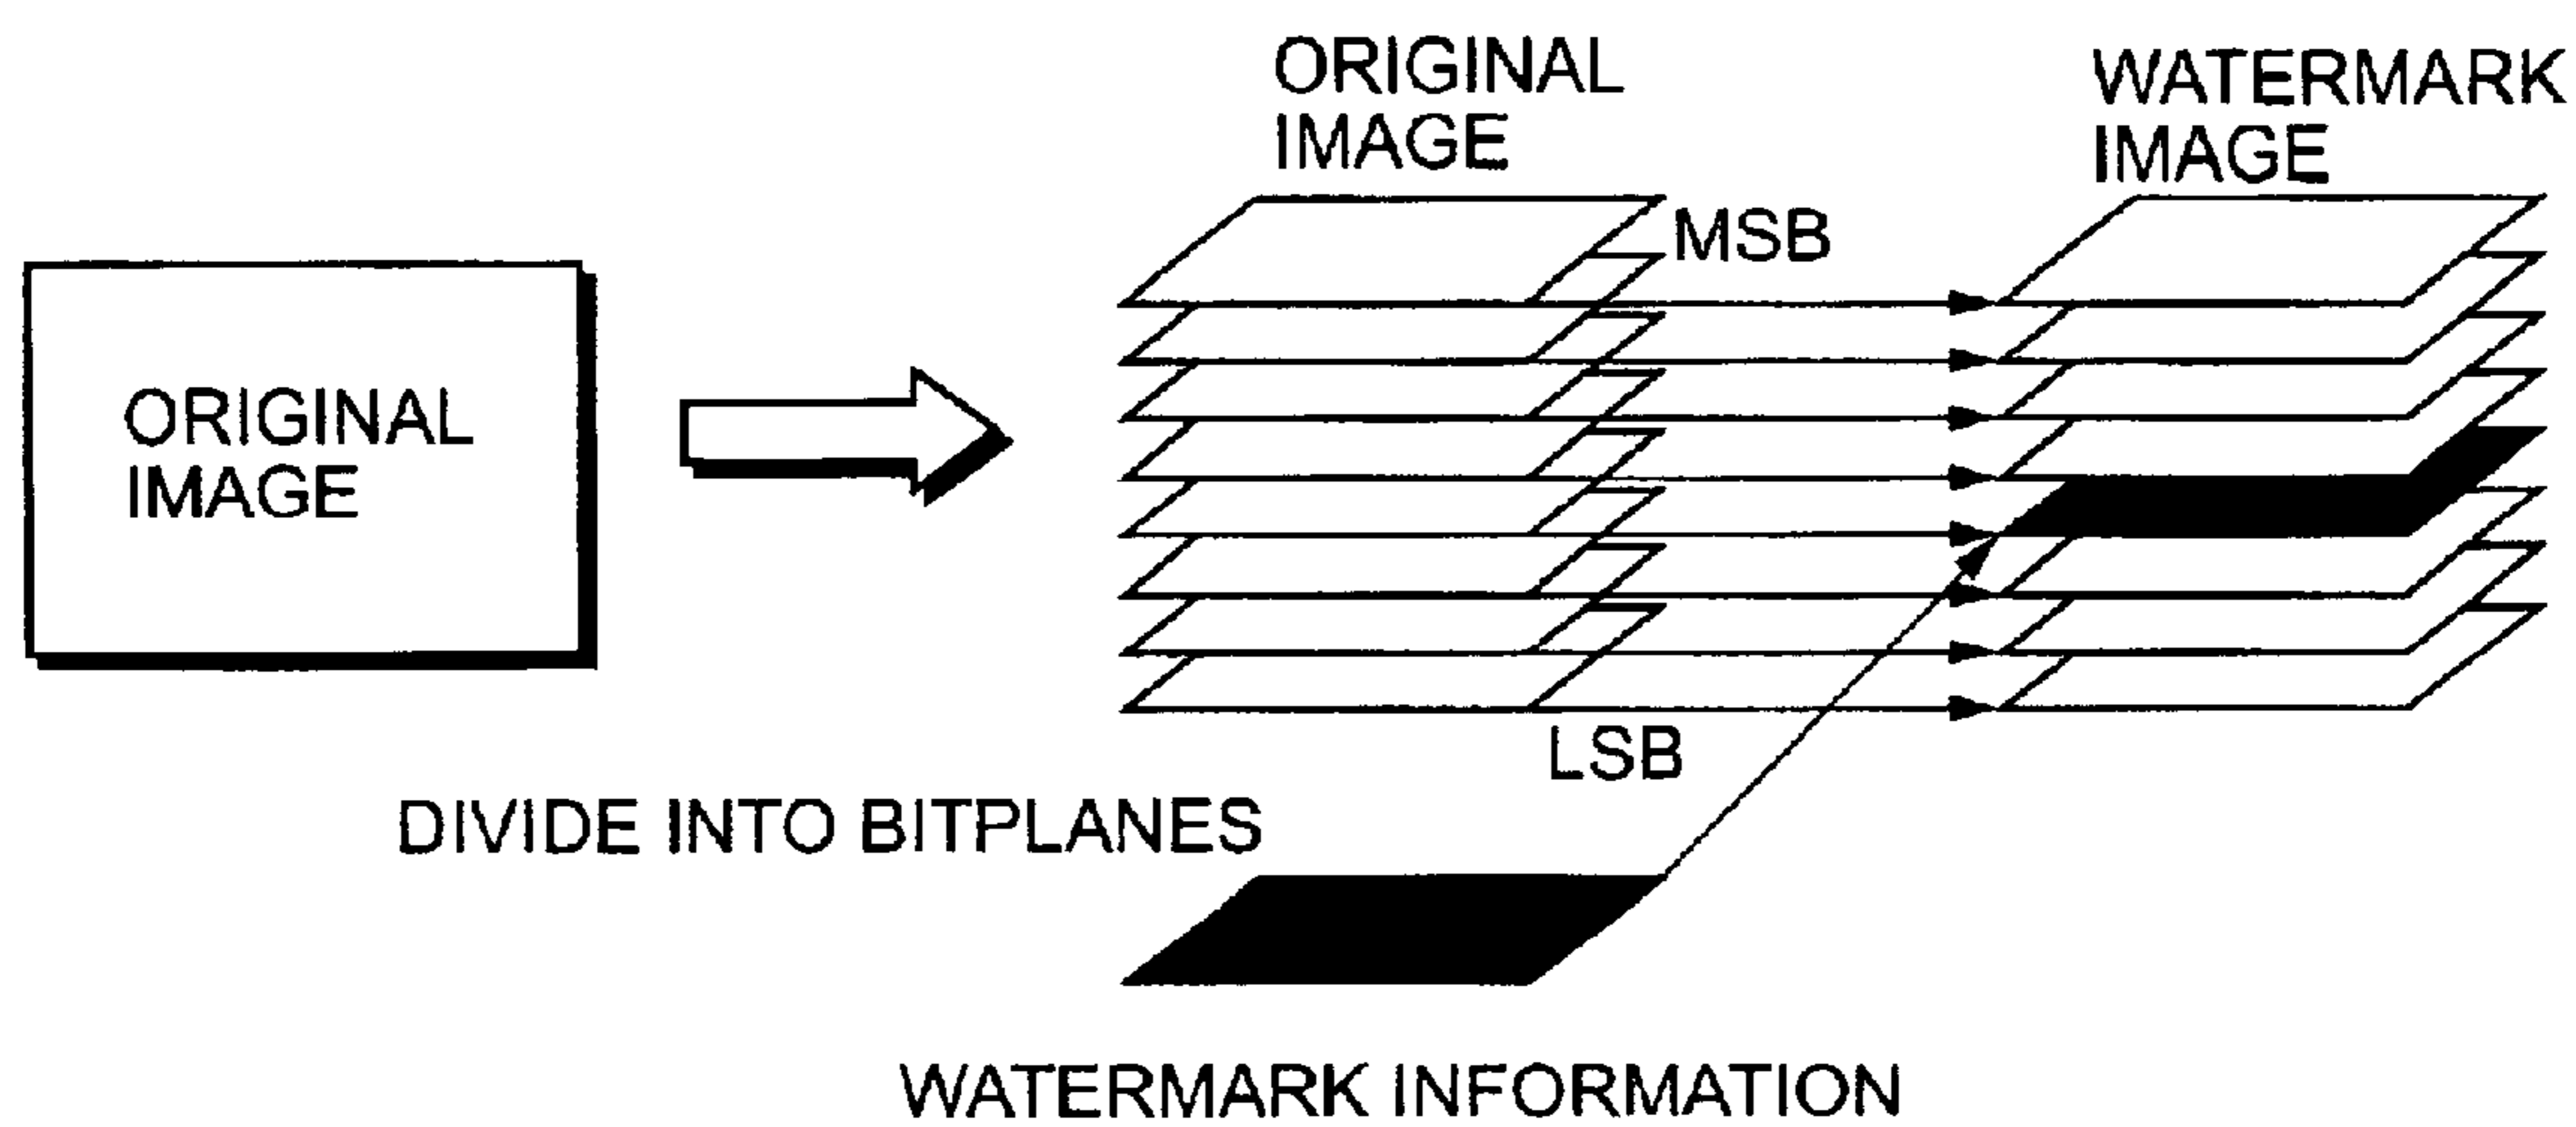 ORIGINAL
IMAGE
WATERMARK
IMAGE
MSB
ORIGINAL
IMAGE
LSB
DIVIDE INTO BITPLANES
WATERMARK INFORMATION